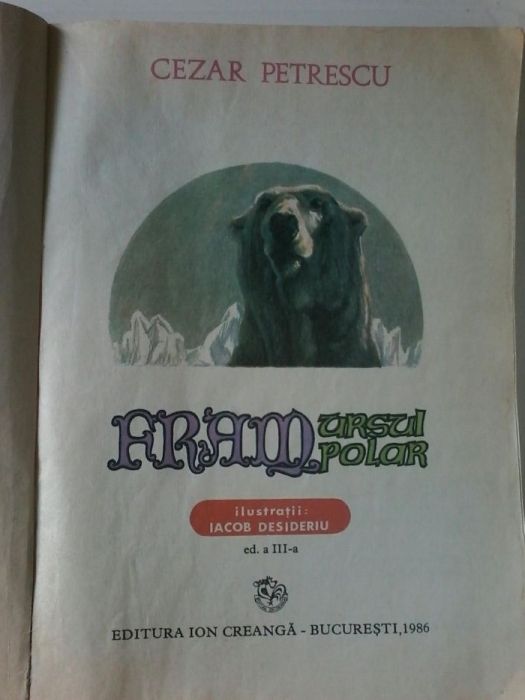 CEZAR PETRESCU
FRAM
ursul
polar
ilustrații:
IACOB DESIDERIU
ed. a III-a
EDITURA ION CREANGĂ - BUCUREȘTI, 1986